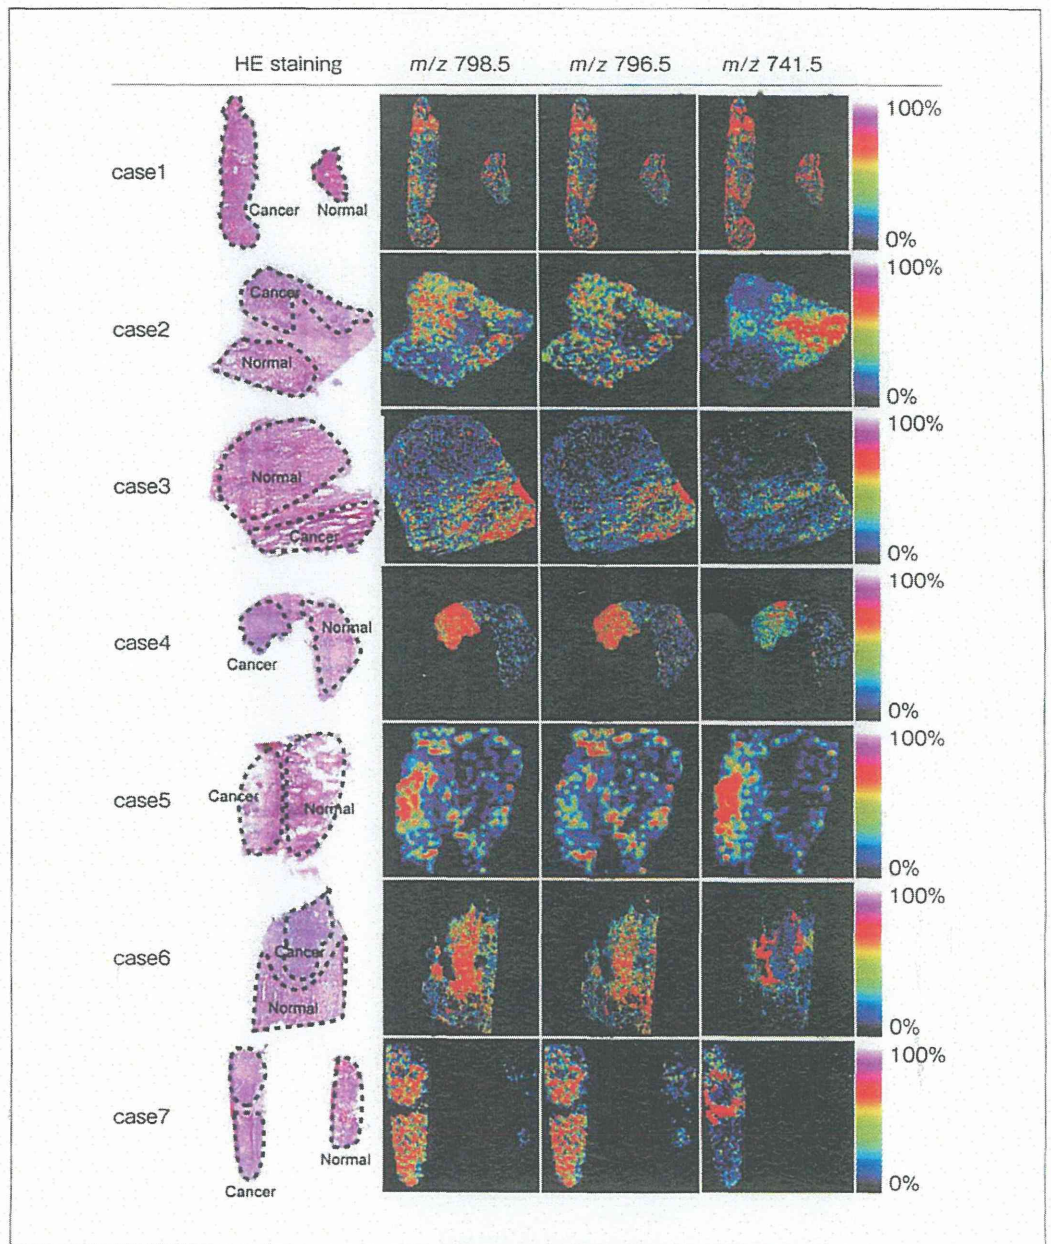 HE staining m/z 798.5 m/z 796.5 m/z 741.5
case1 Cancer Normal 100% 0%
case2 Cancer Normal 100% 0%
case3 Normal Cancer 100% 0%
case4 Normal Cancer 100% 0%
case5 Cancer Normal 100% 0%
case6 Cancer Normal 100% 0%
case7 Normal Cancer 100% 0%